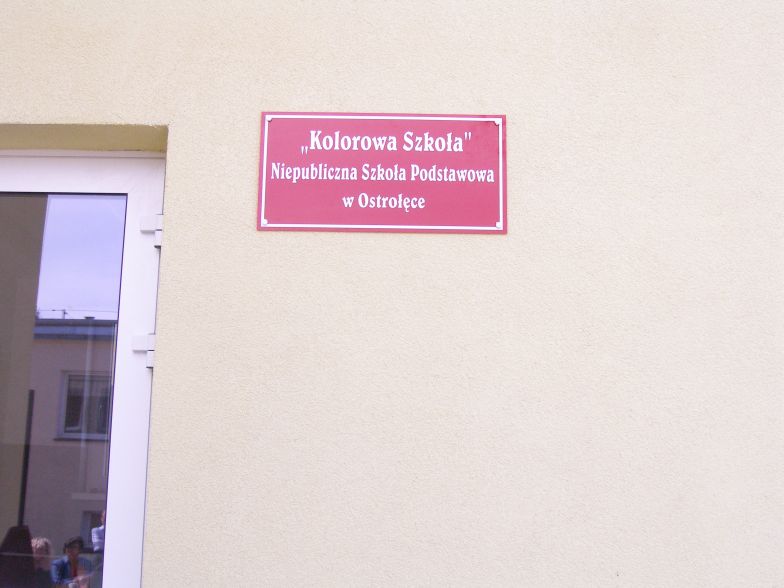 „Kolorowa Szkoła"
Niepubliczna Szkoła Podstawowa
w Ostrołęce